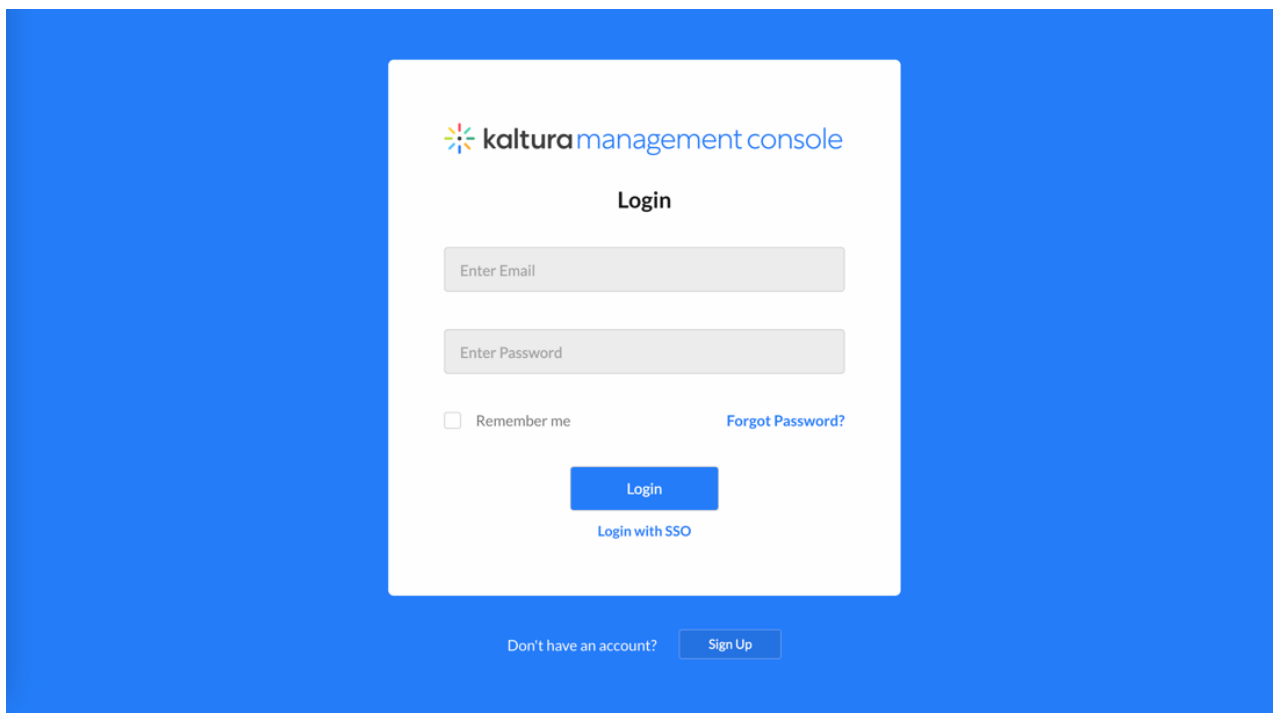 kaltura management console
Login
Enter Email
Enter Password
Remember me Forgot Password?
Login
Login with SSO
Don't have an account? Sign Up